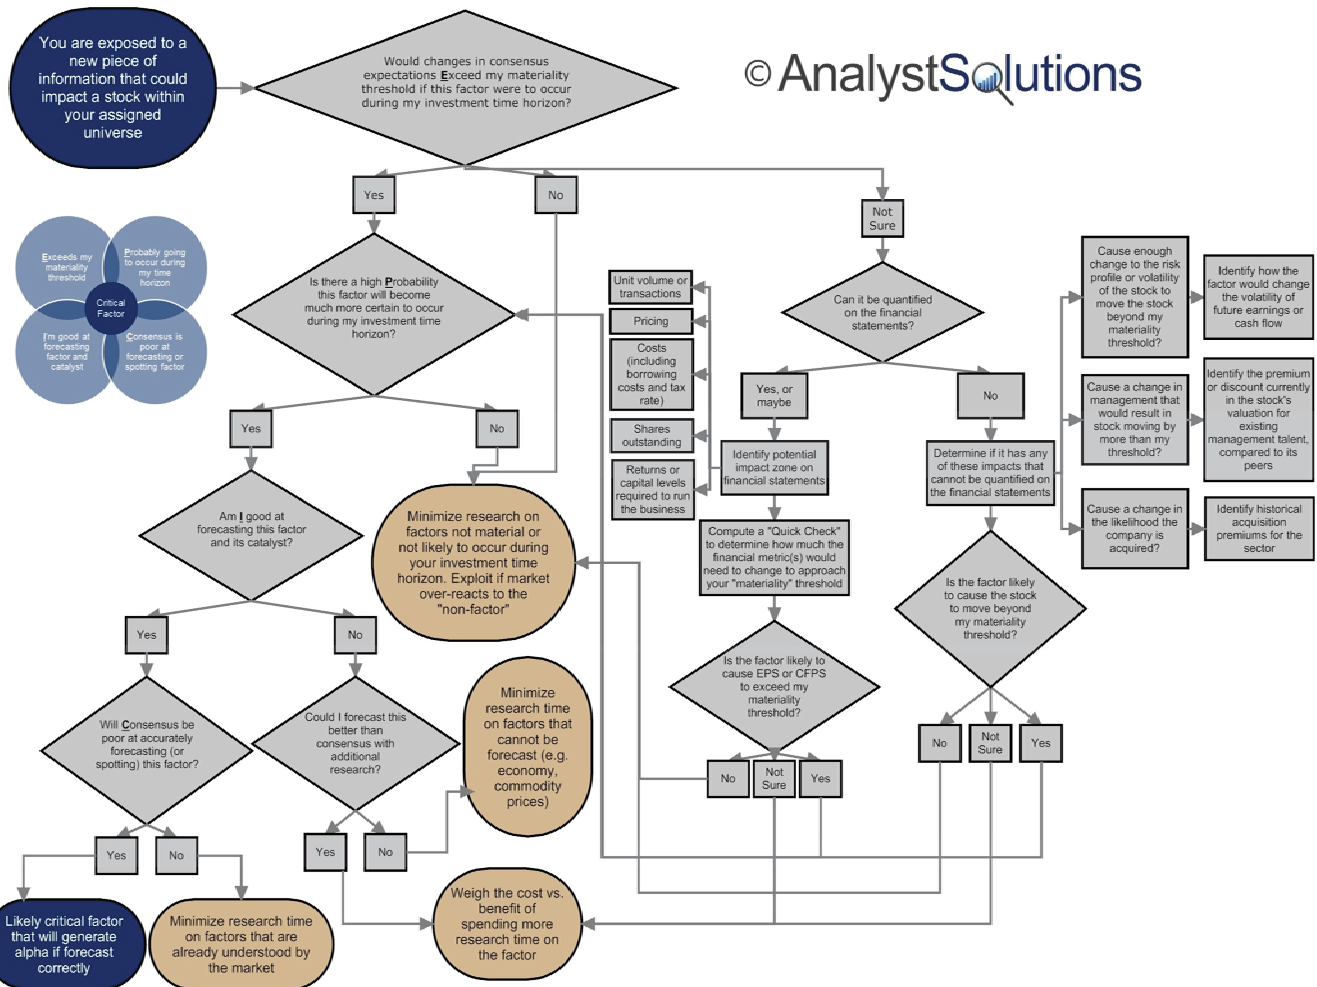 You are exposed to a
new piece of
information that could
impact a stock within
your assigned
universe
Would changes in consensus
expectations Exceed my materiality
threshold if this factor were to occur
during my investment time horizon?
© AnalystSolutions
Yes
No
Not
Sure
Exceeds my
materiality
threshold
Probably going
to occur during
my time
horizon
Critical
Factor
I'm good at
forecasting
factor and
catalyst
Consensus is
poor at
forecasting or
spotting factor
Is there a high Probability
this factor will become
much more certain to occur
during my investment time
horizon?
Unit volume or
transactions
Pricing
Costs
(including
borrowing
costs and tax
rate)
Shares
outstanding
Returns or
capital levels
required to run
the business
Can it be quantified
on the financial
statements?
Cause enough
change to the risk
profile or volatility
of the stock to
move the stock
beyond my
materiality
threshold?
Identify how the
factor would change
the volatility of
future earnings or
cash flow
Yes, or
maybe
No
Cause a change in
management that
would result in
stock moving by
more than my
threshold?
Identify the premium
or discount currently
in the stock's
valuation for
existing
management talent,
compared to its
peers
Yes
No
Identify potential
impact zone on
financial statements
Determine if it has any
of these impacts that
cannot be quantified on
the financial statements
Cause a change in
the likelihood the
company is
acquired?
Identify historical
acquisition
premiums for the
sector
Am I good at
forecasting this factor
and its catalyst?
Minimize research on
factors not material or
not likely to occur during
your investment time
horizon. Exploit if market
over-reacts to the
"non-factor"
Compute a "Quick Check"
to determine how much the
financial metric(s) would
need to change to approach
your "materiality" threshold
Is the factor likely
to cause the stock
to move beyond
my materiality
threshold?
Yes
No
Is the factor likely to
cause EPS or CFPS
to exceed my
materiality
threshold?
Will Consensus be
poor at accurately
forecasting (or
spotting) this factor?
Could I forecast this
better than
consensus with
additional
research?
Minimize
research time
on factors that
cannot be
forecast (e.g.
economy,
commodity
prices)
No
Not
Sure
Yes
No
Not
Sure
Yes
Yes
No
Yes
No
Likely critical factor
that will generate
alpha if forecast
correctly
Minimize research time
on factors that are
already understood by
the market
Weigh the cost vs.
benefit of
spending more
research time on
the factor